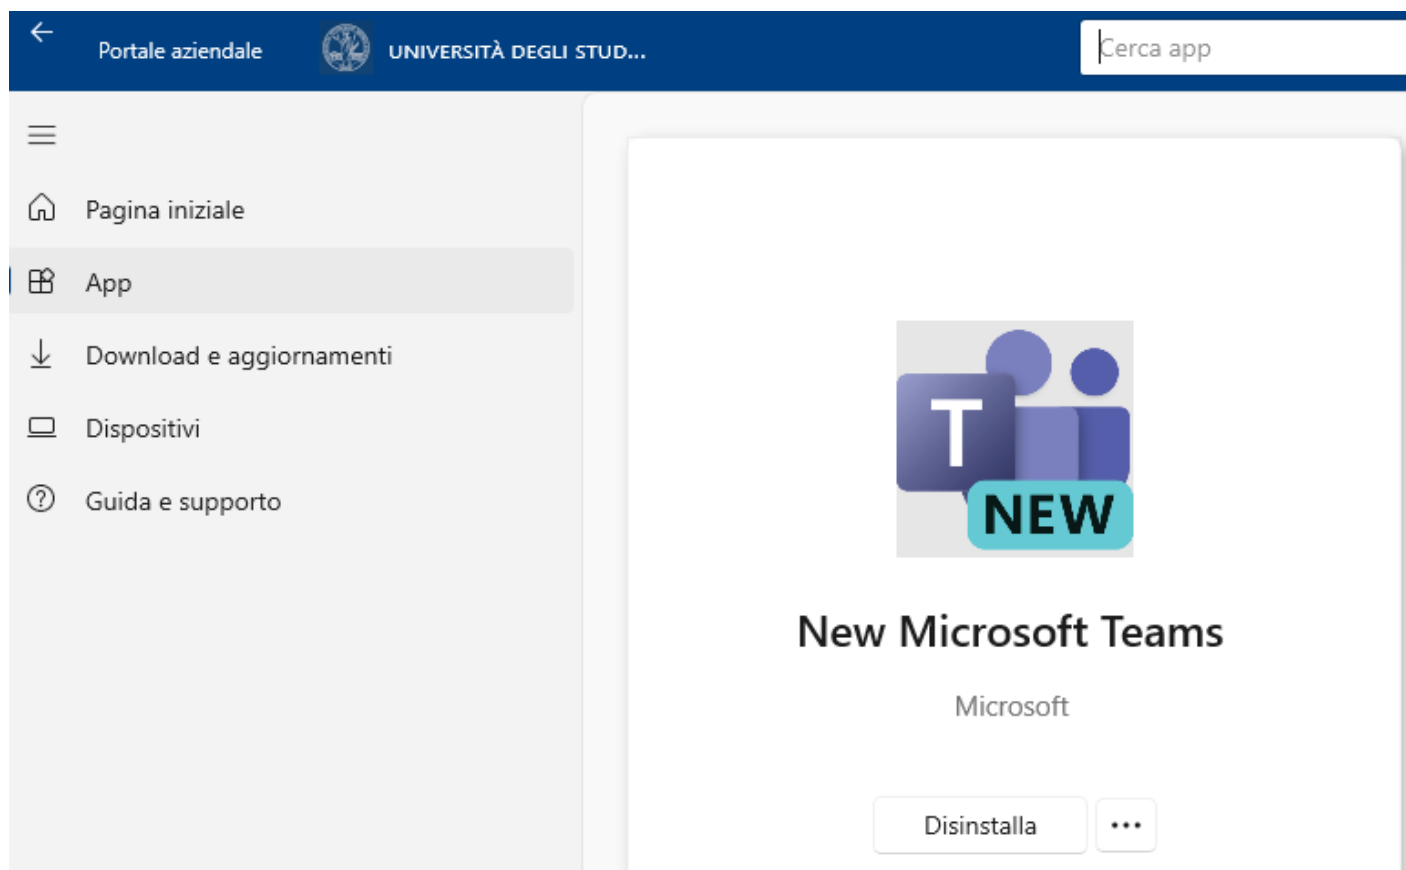 Portale aziendale
UNIVERSITÀ DEGLI STUD...
Cerca app
Pagina iniziale
App
Download e aggiornamenti
Dispositivi
Guida e supporto
T
NEW
New Microsoft Teams
Microsoft
Disinstalla